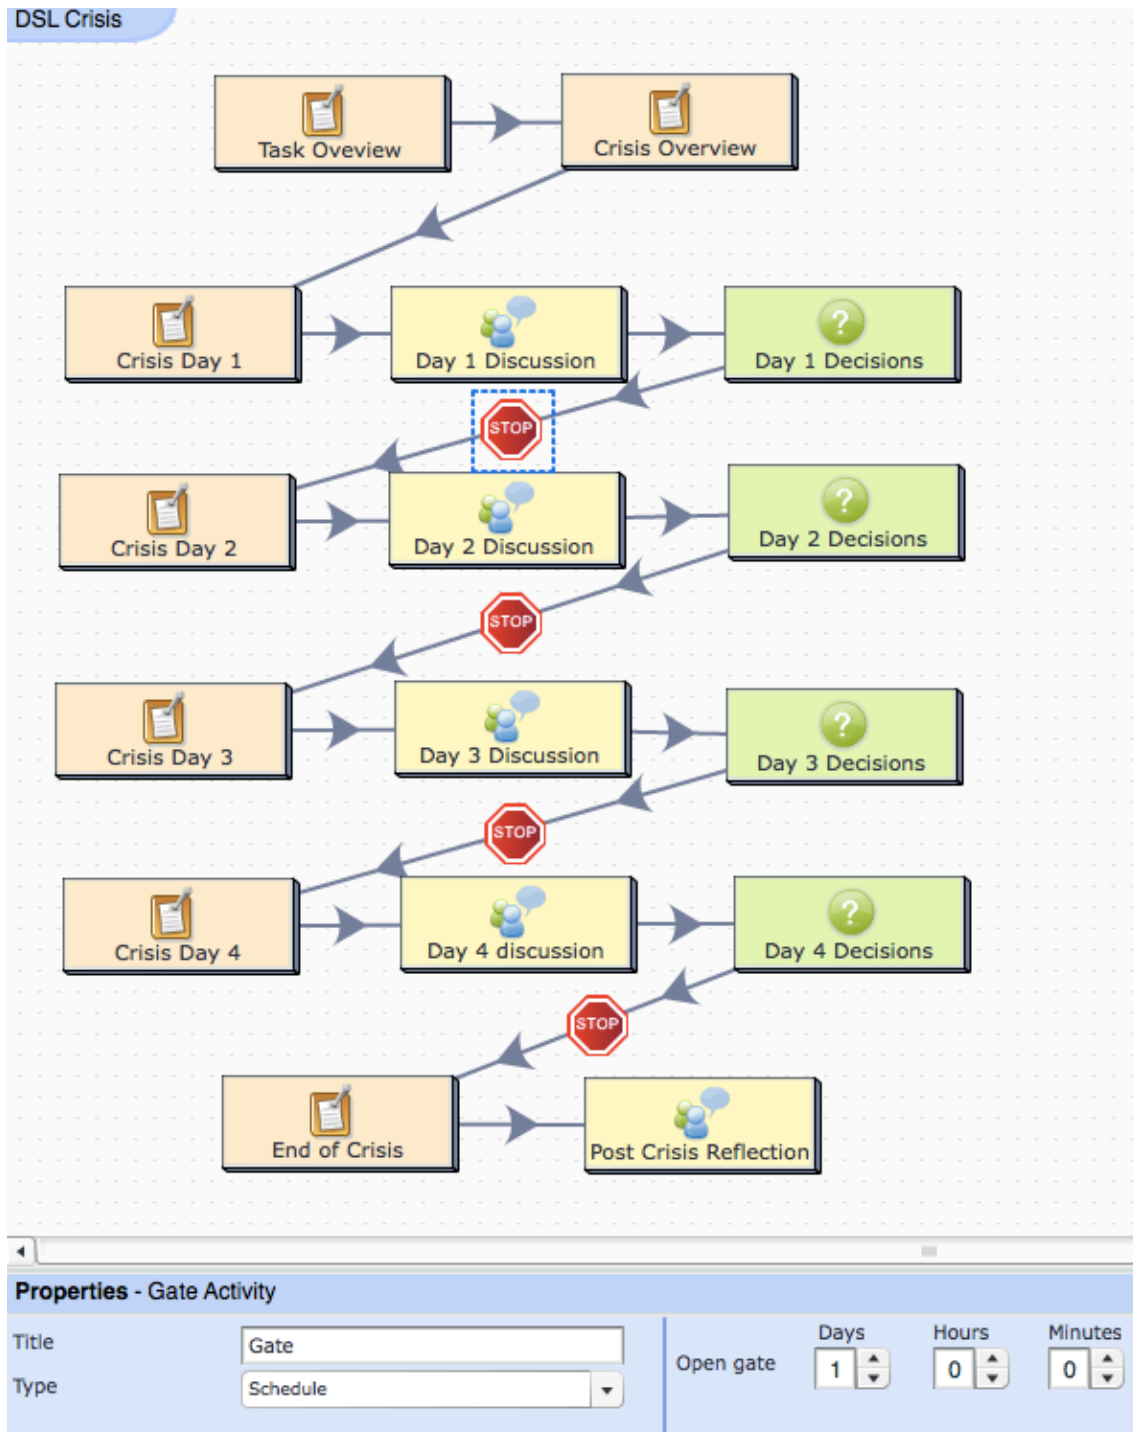 DSL Crisis
Task Oveview
Crisis Overview
Crisis Day 1
Day 1 Discussion
Day 1 Decisions
STOP
Crisis Day 2
Day 2 Discussion
Day 2 Decisions
STOP
Crisis Day 3
Day 3 Discussion
Day 3 Decisions
STOP
Crisis Day 4
Day 4 discussion
Day 4 Decisions
STOP
End of Crisis
Post Crisis Reflection
Properties - Gate Activity
Title
Gate
Type
Schedule
Open gate
Days
Hours
Minutes
1
0
0